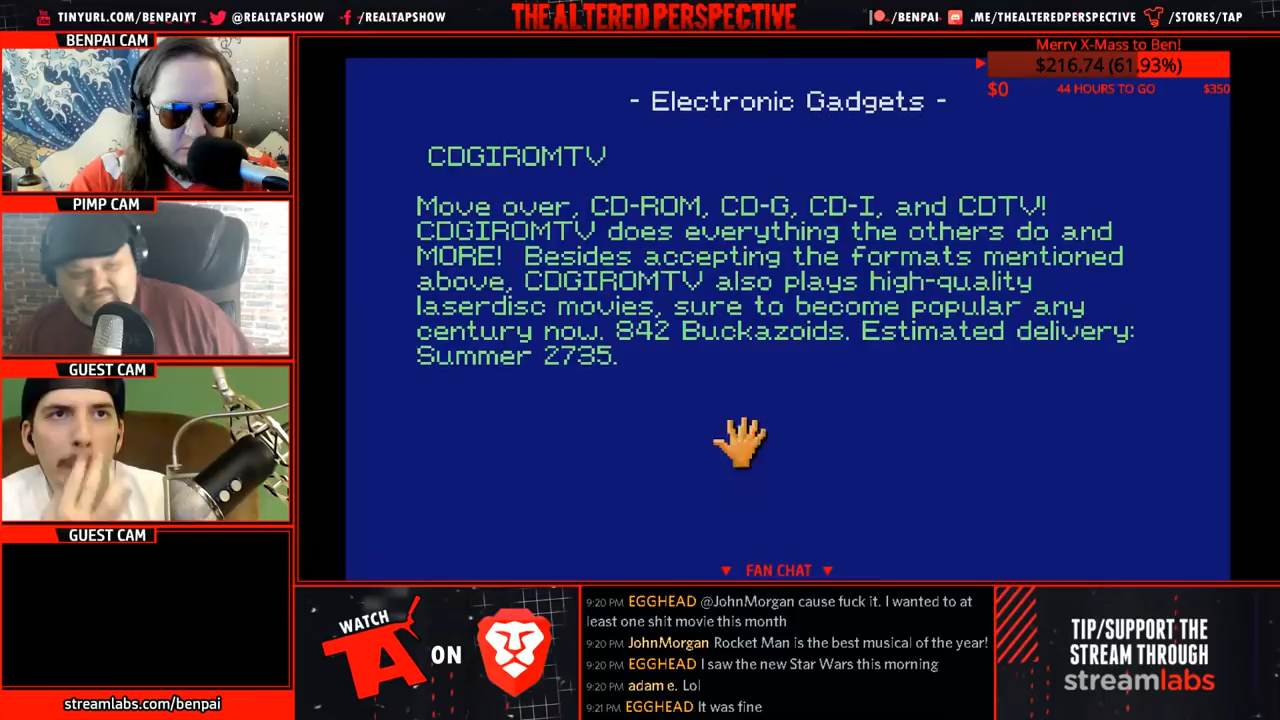 TINYURL.COM/BENPAIYT @REALTAPSHOW /REALTAPSHOW THE ALTERED PERSPECTIVE /BENPAI .ME/THEALTEREDPERSPECTIVE /STORES/TAP
BENPAI CAM
Merry X-Mass to Ben!
$216.74 (61.93%)
$0 44 HOURS TO GO $350
- Electronic Gadgets -
CDGIROMTV
Move over, CD-ROM, CD-G, CD-I, and CDTV!
CDGIROMTV does everything the others do and
MORE! Besides accepting the formats mentioned
above, CDGIROMTV also plays high-quality
laserdisc movies, sure to become popular any
century now. 842 Buckazoids. Estimated delivery:
Summer 2735.
PIMP CAM
GUEST CAM
GUEST CAM
FAN CHAT
WATCH
TA ON
9:20 PM EGGHEAD @JohnMorgan cause fuck it. I wanted to at
least one shit movie this month
9:20 PM JohnMorgan Rocket Man is the best musical of the year!
9:20 PM EGGHEAD I saw the new Star Wars this morning
9:20 PM adam e. Lol
9:21 PM EGGHEAD It was fine
TIP/SUPPORT THE
STREAM THROUGH
streamlabs
streamlabs.com/benpai